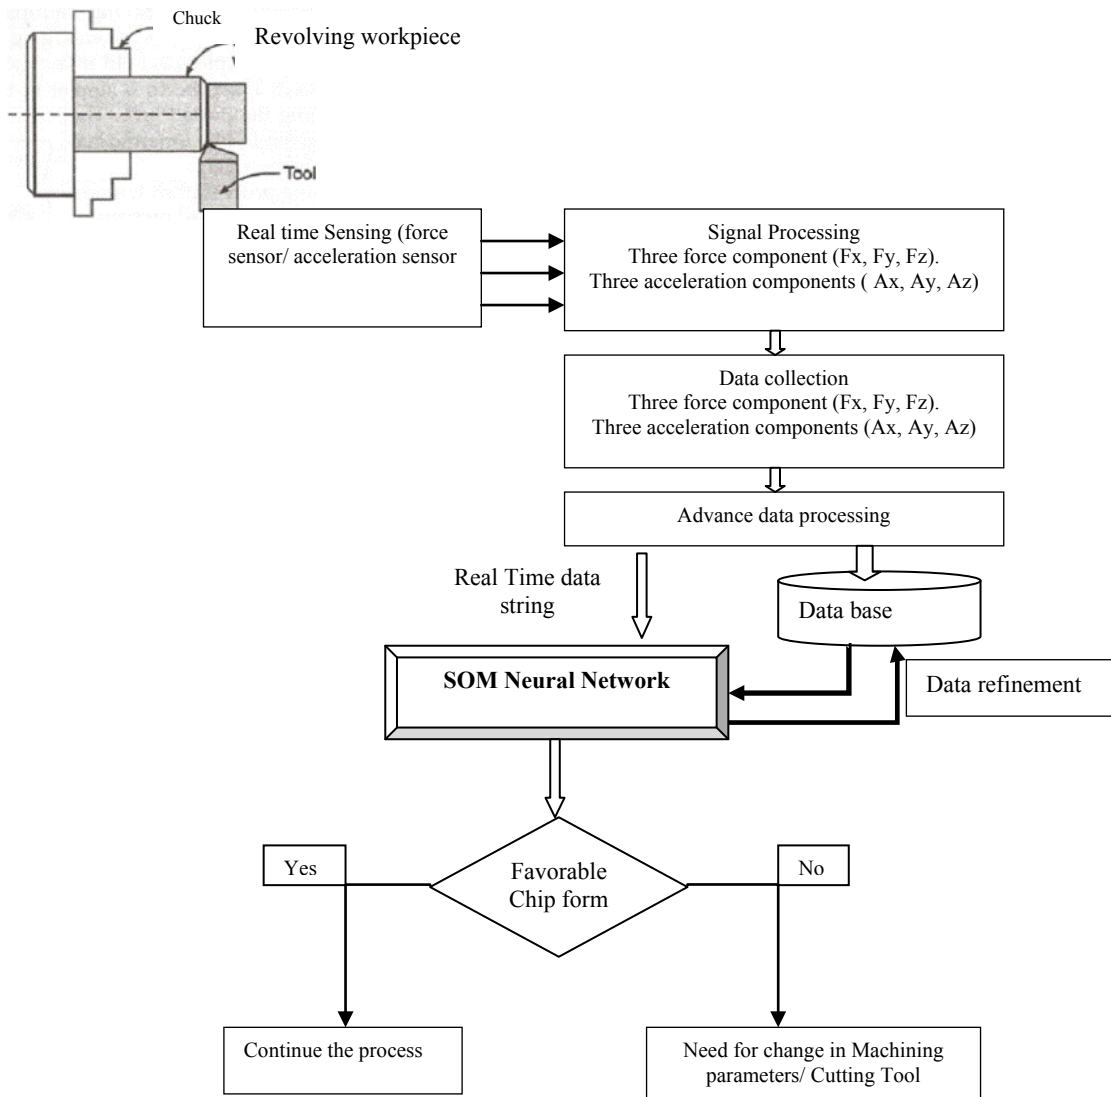 Chuck
Revolving workpiece
Tool
Real time Sensing (force
sensor/ acceleration sensor
Signal Processing
Three force component (Fx, Fy, Fz).
Three acceleration components ( Ax, Ay, Az)
Data collection
Three force component (Fx, Fy, Fz).
Three acceleration components (Ax, Ay, Az)
Advance data processing
Real Time data
string
Data base
SOM Neural Network
Data refinement
Yes
Favorable
Chip form
No
Continue the process
Need for change in Machining
parameters/ Cutting Tool